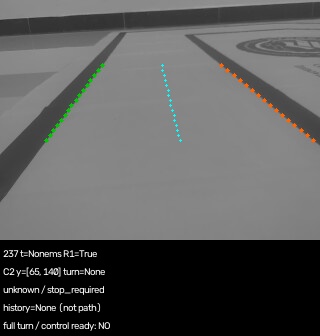 237 t=Nonems R1=True
C2 y=[65, 140] turn=None
unknown / stop_required
history=None (not path)
full turn / control ready: NO